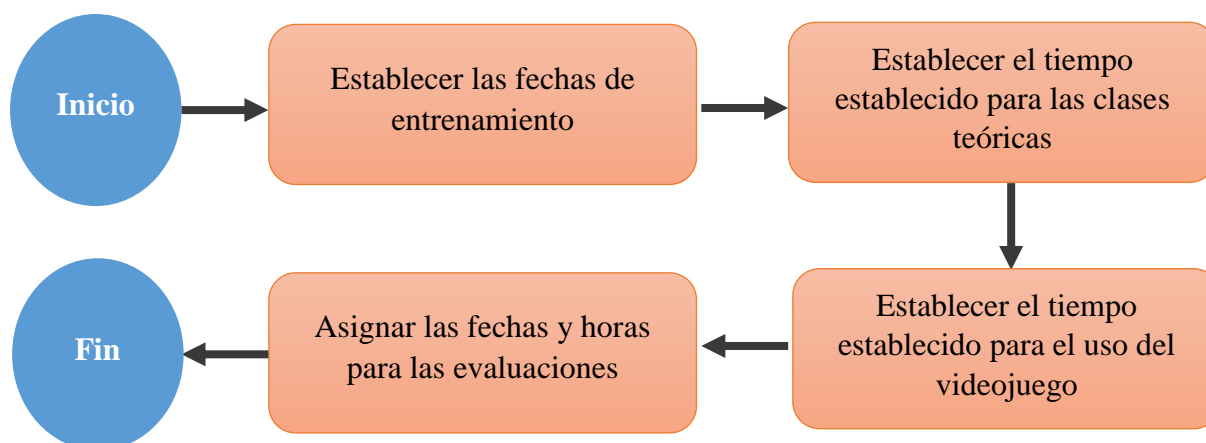 Inicio
Establecer las fechas de
entrenamiento
Establecer el tiempo
establecido para las clases
teóricas
Establecer el tiempo
establecido para el uso del
videojuego
Asignar las fechas y horas
para las evaluaciones
Fin